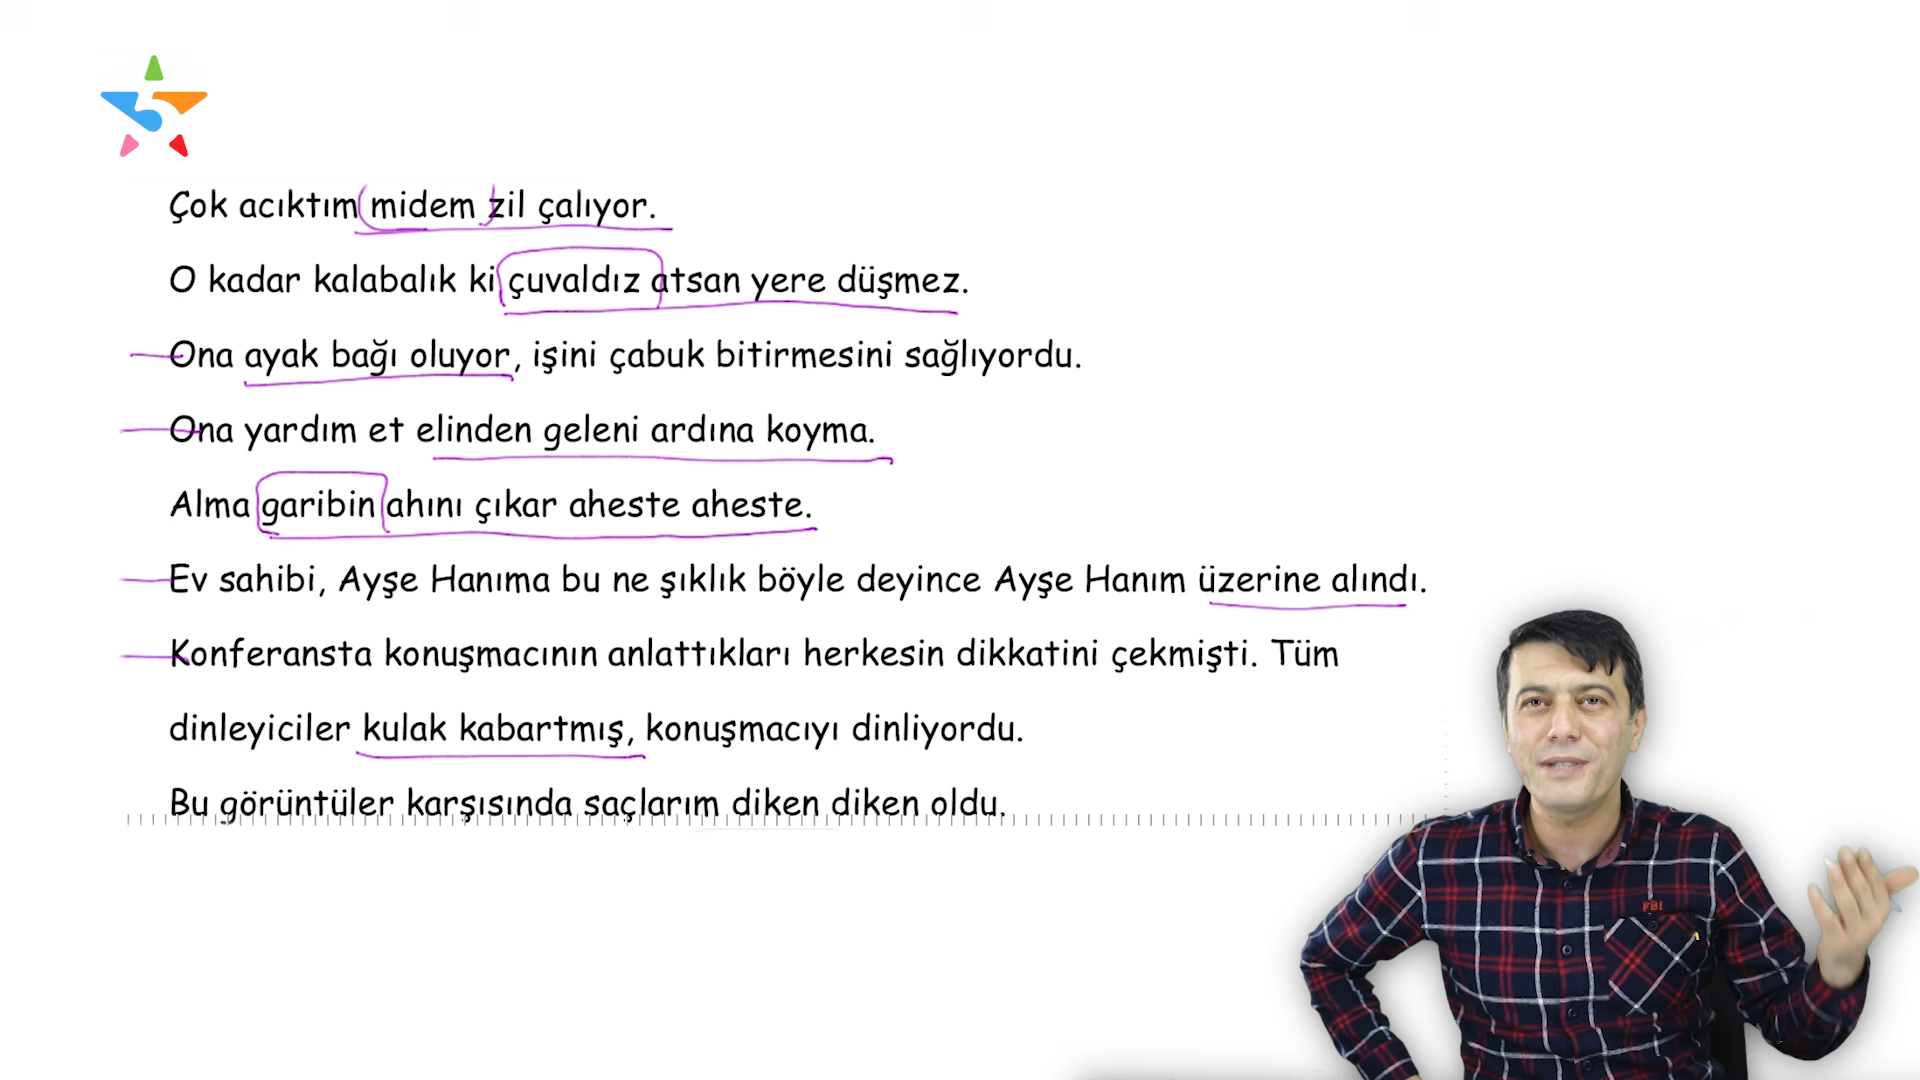 Çok acıktım midem zil çalıyor.
O kadar kalabalık ki çuvaldız atsan yere düşmez.
Ona ayak bağı oluyor, işini çabuk bitirmesini sağlıyordu.
Ona yardım et elinden geleni ardına koyma.
Alma garibin ahını çıkar aheste aheste.
Ev sahibi, Ayşe Hanıma bu ne şıklık böyle deyince Ayşe Hanım üzerine alındı.
Konferansta konuşmacının anlattıkları herkesin dikkatini çekmişti. Tüm
dinleyiciler kulak kabartmış, konuşmacıyı dinliyordu.
Bu görüntüler karşısında saçlarım diken diken oldu.
FBI